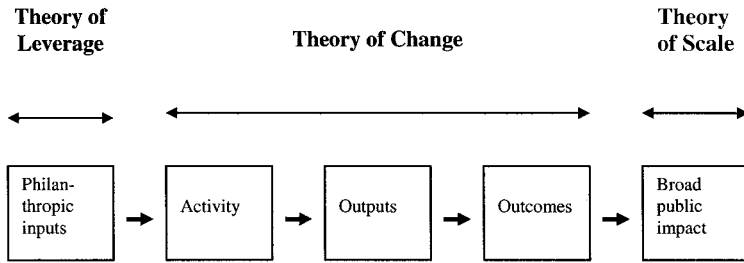 Theory of
Leverage
Theory of Change
Theory
of Scale
Philan-
thropic
inputs
Activity
Outputs
Outcomes
Broad
public
impact